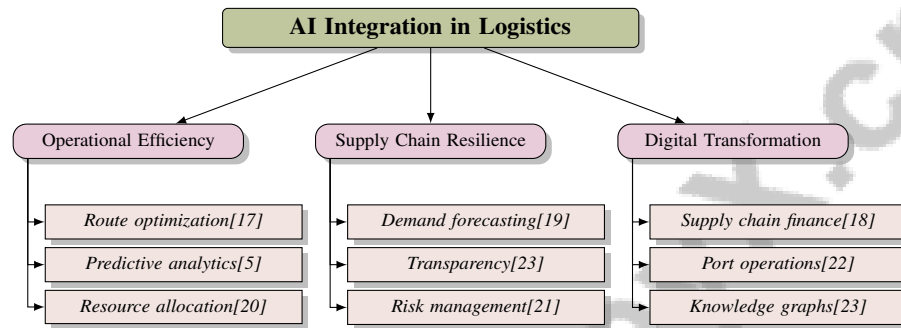 AI Integration in Logistics
Operational Efficiency
Supply Chain Resilience
Digital Transformation
Route optimization[17]
Demand forecasting[19]
Supply chain finance[18]
Predictive analytics[5]
Transparency[23]
Port operations[22]
Resource allocation[20]
Risk management[21]
Knowledge graphs[23]